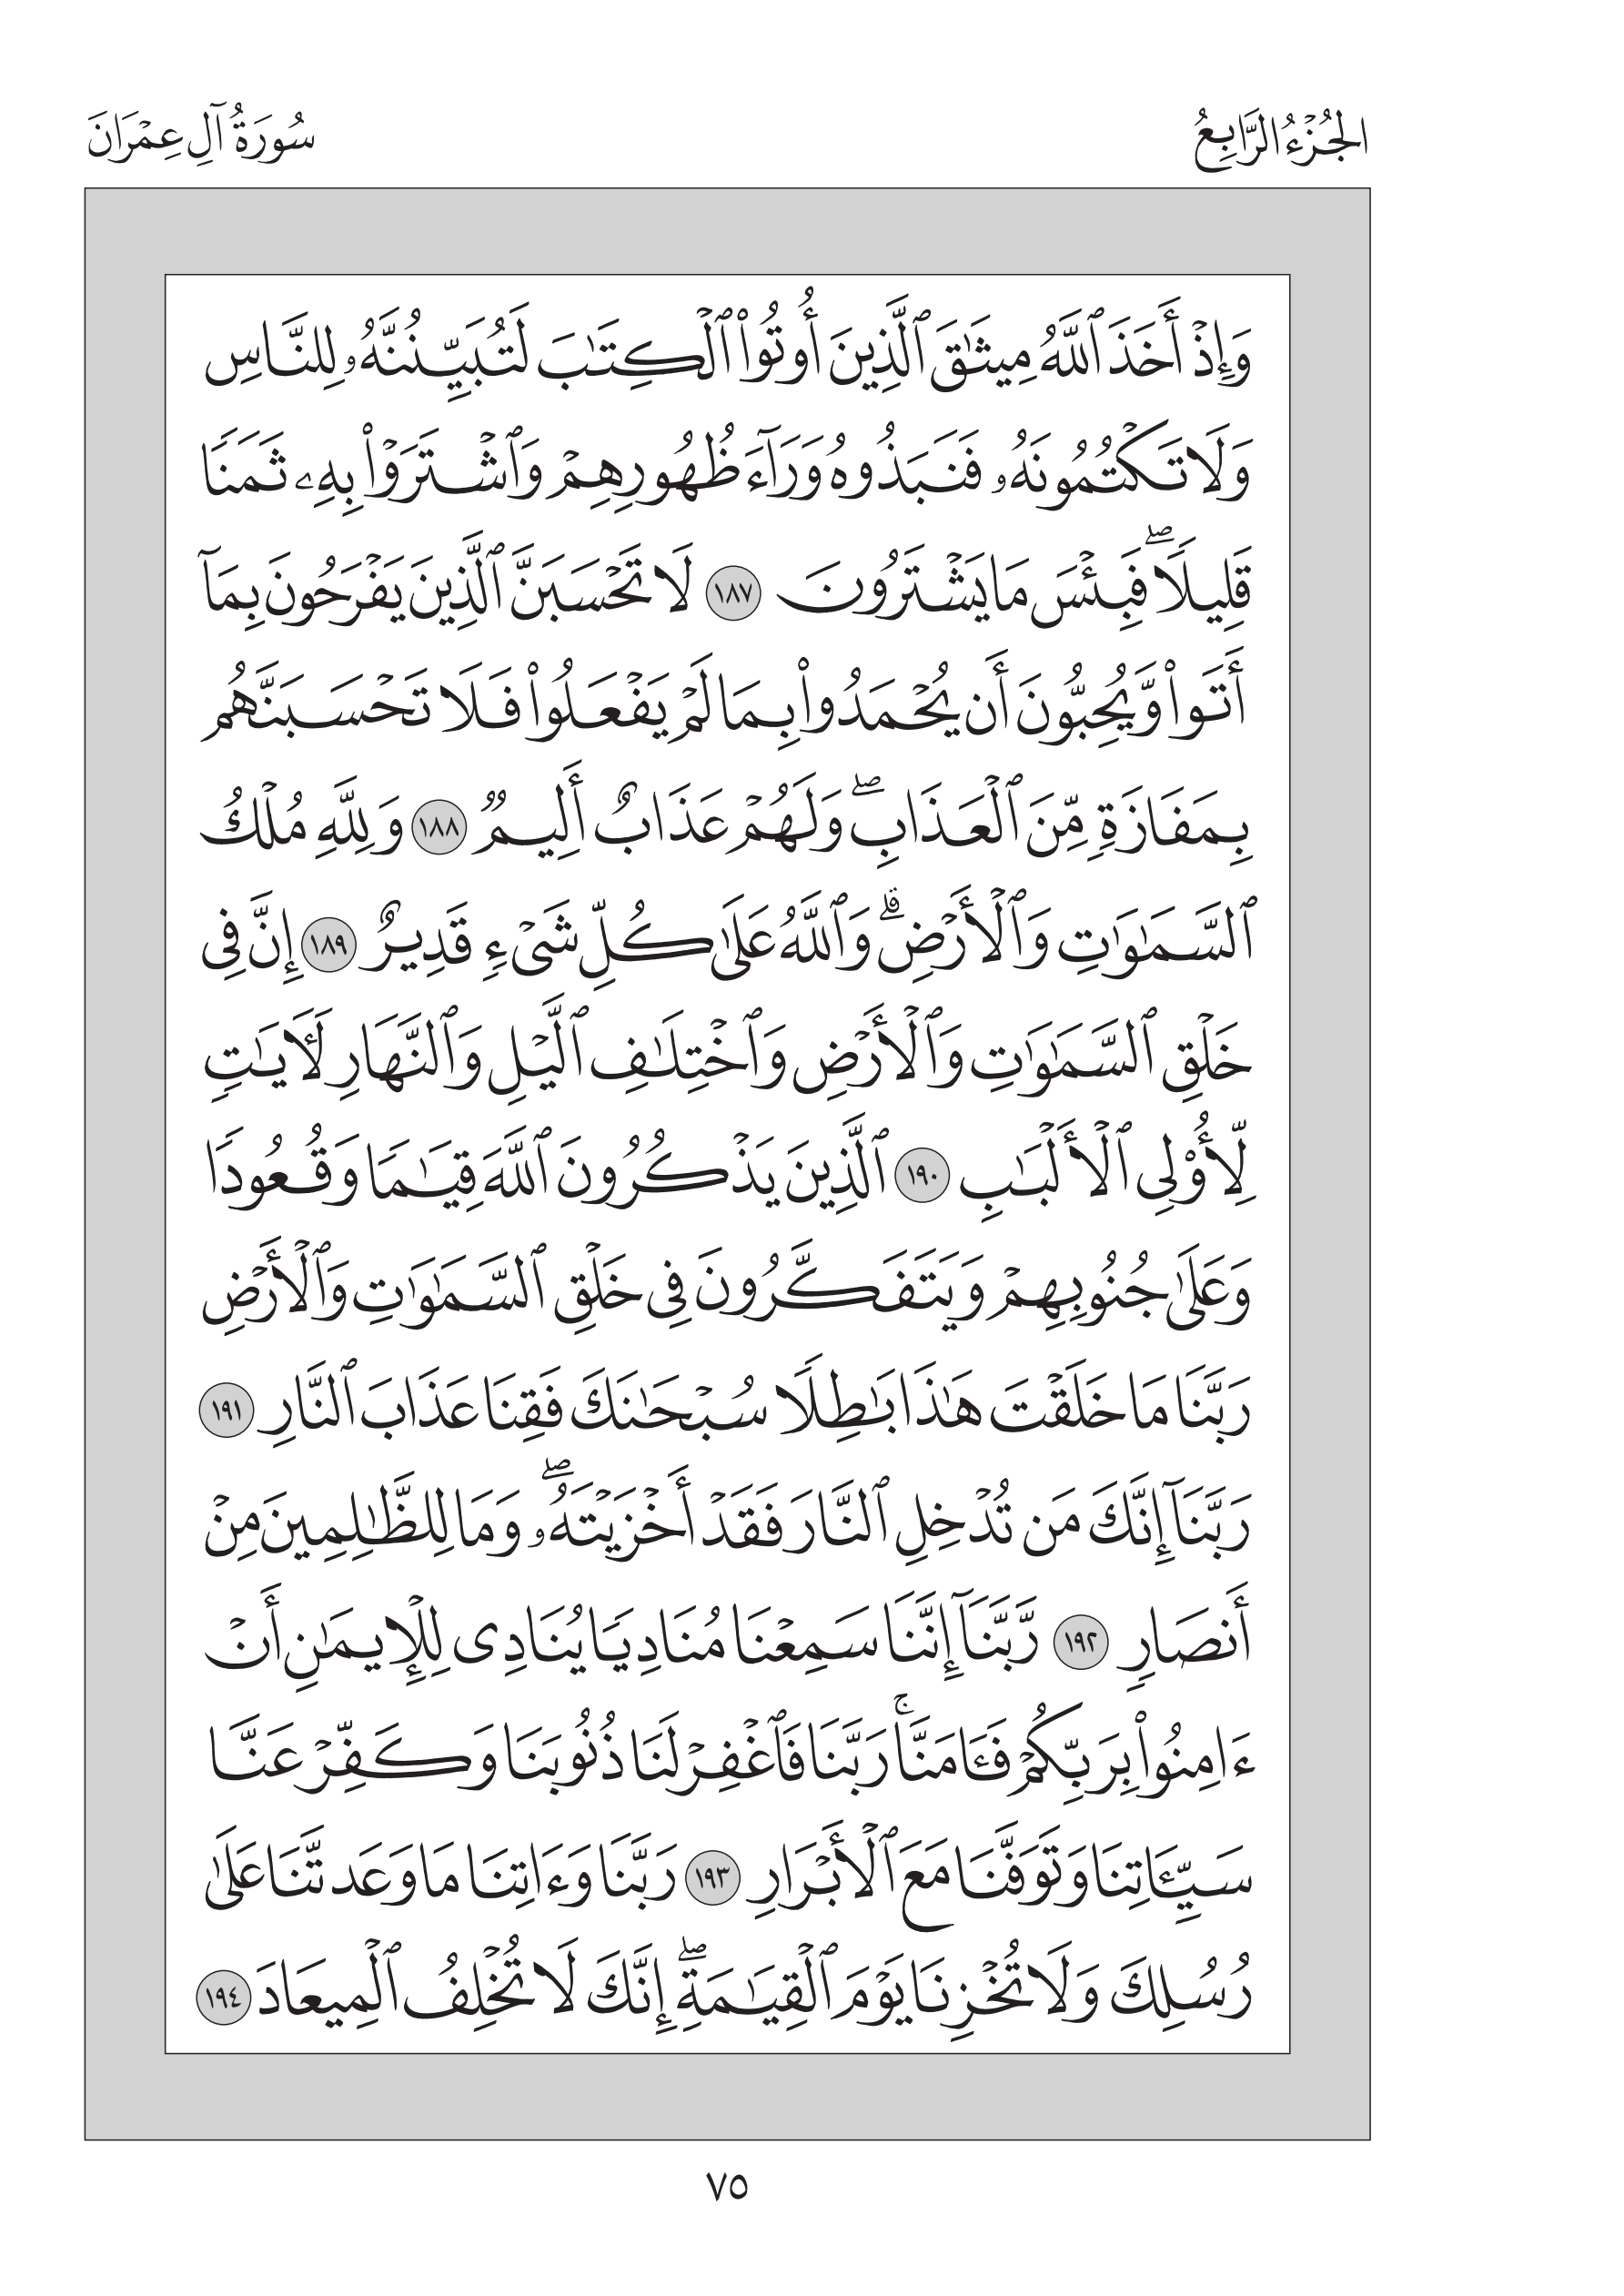 الجُزْءُ الرَّابِعُ
سُورَةُ آلِ عِمْرَانَ
وَإِذْ أَخَذَ ٱللَّهُ مِيثَٰقَ ٱلَّذِينَ أُوتُوا۟ ٱلْكِتَٰبَ لَتُبَيِّنُنَّهُۥ لِلنَّاسِ
وَلَا تَكْتُمُونَهُۥ فَنَبَذُوهُ وَرَآءَ ظُهُورِهِمْ وَٱشْتَرَوْا۟ بِهِۦ ثَمَنًا
قَلِيلًا ۖ فَبِئْسَ مَا يَشْتَرُونَ ١٨٧ لَا تَحْسَبَنَّ ٱلَّذِينَ يَفْرَحُونَ بِمَآ
أَتَوا۟ وَّيُحِبُّونَ أَن يُحْمَدُوا۟ بِمَا لَمْ يَفْعَلُوا۟ فَلَا تَحْسَبَنَّهُم
بِمَفَازَةٍ مِّنَ ٱلْعَذَابِ ۖ وَلَهُمْ عَذَابٌ أَلِيمٌ ١٨٨ وَلِلَّهِ مُلْكُ
ٱلسَّمَٰوَٰتِ وَٱلْأَرْضِ ۗ وَٱللَّهُ عَلَىٰ كُلِّ شَىْءٍ قَدِيرٌ ١٨٩ إِنَّ فِى
خَلْقِ ٱلسَّمَٰوَٰتِ وَٱلْأَرْضِ وَٱخْتِلَٰفِ ٱلَّيْلِ وَٱلنَّهَارِ لَـَٔايَٰتٍ
لِّأُو۟لِى ٱلْأَلْبَٰبِ ١٩٠ ٱلَّذِينَ يَذْكُرُونَ ٱللَّهَ قِيَٰمًا وَقُعُودًا
وَعَلَىٰ جُنُوبِهِمْ وَيَتَفَكَّرُونَ فِى خَلْقِ ٱلسَّمَٰوَٰتِ وَٱلْأَرْضِ
رَبَّنَا مَا خَلَقْتَ هَٰذَا بَٰطِلًا سُبْحَٰنَكَ فَقِنَا عَذَابَ ٱلنَّارِ ١٩١
رَبَّنَآ إِنَّكَ مَن تُدْخِلِ ٱلنَّارَ فَقَدْ أَخْزَيْتَهُۥ ۖ وَمَا لِلظَّٰلِمِينَ مِنْ
أَنصَارٍ ١٩٢ رَّبَّنَآ إِنَّنَا سَمِعْنَا مُنَادِيًا يُنَادِى لِلْإِيمَٰنِ أَنْ
ءَامِنُوا۟ بِرَبِّكُمْ فَـَٔامَنَّا ۚ رَبَّنَا فَٱغْفِرْ لَنَا ذُنُوبَنَا وَكَفِّرْ عَنَّا
سَيِّـَٔاتِنَا وَتَوَفَّنَا مَعَ ٱلْأَبْرَارِ ١٩٣ رَبَّنَا وَءَاتِنَا مَا وَعَدتَّنَا عَلَىٰ
رُسُلِكَ وَلَا تُخْزِنَا يَوْمَ ٱلْقِيَٰمَةِ ۖ إِنَّكَ لَا تُخْلِفُ ٱلْمِيعَادَ ١٩٤
٧٥